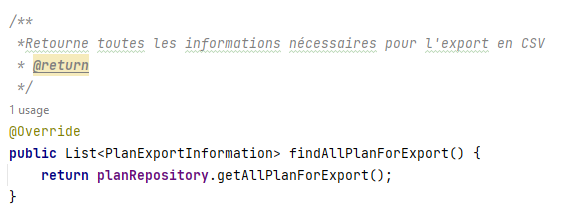 /**
*Retourne toutes les informations nécessaires pour l'export en CSV
* @return
*/
1 usage
@Override
public List<PlanExportInformation> findAllPlanForExport() {
return planRepository.getAllPlanForExport();
}